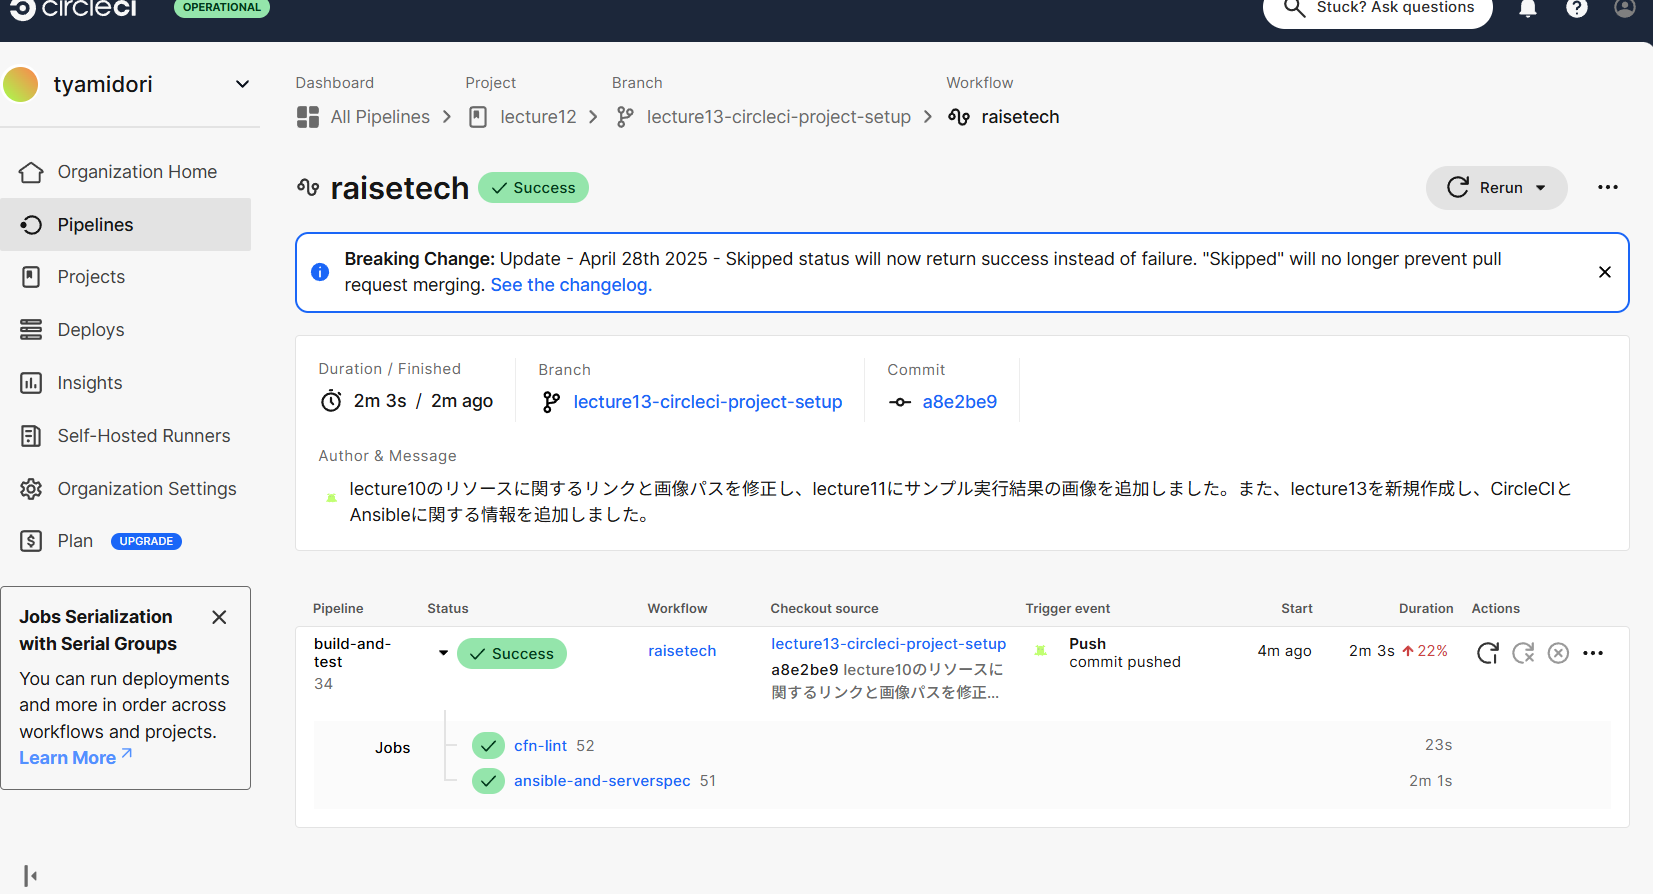 circleci
OPERATIONAL
Stuck? Ask questions
tyamidori
Dashboard
Project
Branch
Workflow
All Pipelines
lecture12
lecture13-circleci-project-setup
raisetech
Organization Home
Pipelines
Projects
Deploys
Insights
Self-Hosted Runners
Organization Settings
Plan UPGRADE
Jobs Serialization
with Serial Groups
You can run deployments
and more in order across
workflows and projects.
Learn More
raisetech Success
Rerun
Breaking Change: Update - April 28th 2025 - Skipped status will now return success instead of failure. "Skipped" will no longer prevent pull
request merging. See the changelog.
Duration / Finished
2m 3s / 2m ago
Branch
lecture13-circleci-project-setup
Commit
a8e2be9
Author & Message
lecture10のリソースに関するリンクと画像パスを修正し、lecture11にサンプル実行結果の画像を追加しました。また、lecture13を新規作成し、CircleCIと
Ansibleに関する情報を追加しました。
Pipeline
Status
Workflow
Checkout source
Trigger event
Start
Duration
Actions
build-and-
test
34
Success
raisetech
lecture13-circleci-project-setup
a8e2be9 lecture10のリソースに
関するリンクと画像パスを修正...
Push
commit pushed
4m ago
2m 3s 22%
Jobs
cfn-lint 52
23s
ansible-and-serverspec 51
2m 1s